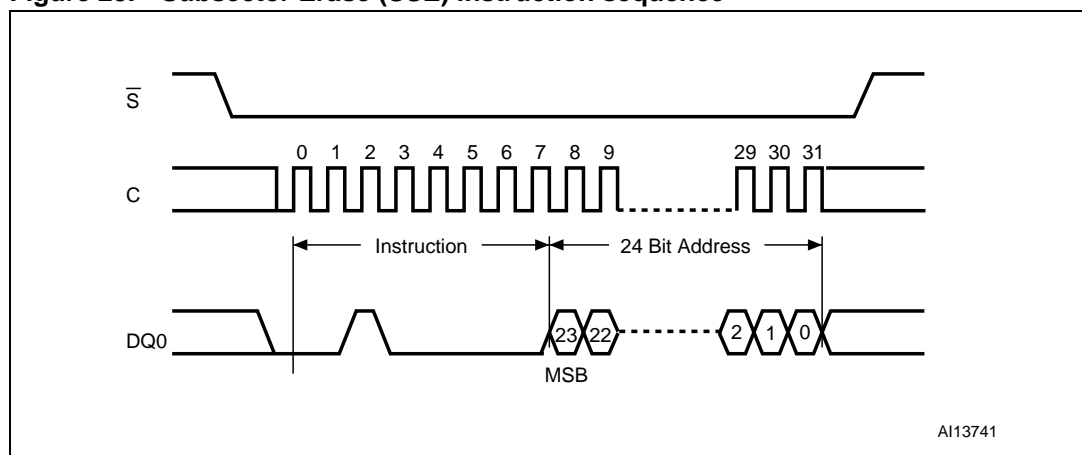 Figure Subsector Erase (SSE) instruction sequence
S̅
0 1 2 3 4 5 6 7 8 9 29 30 31
C
Instruction 24 Bit Address
DQ0 23 22 2 1 0
MSB
AI13741